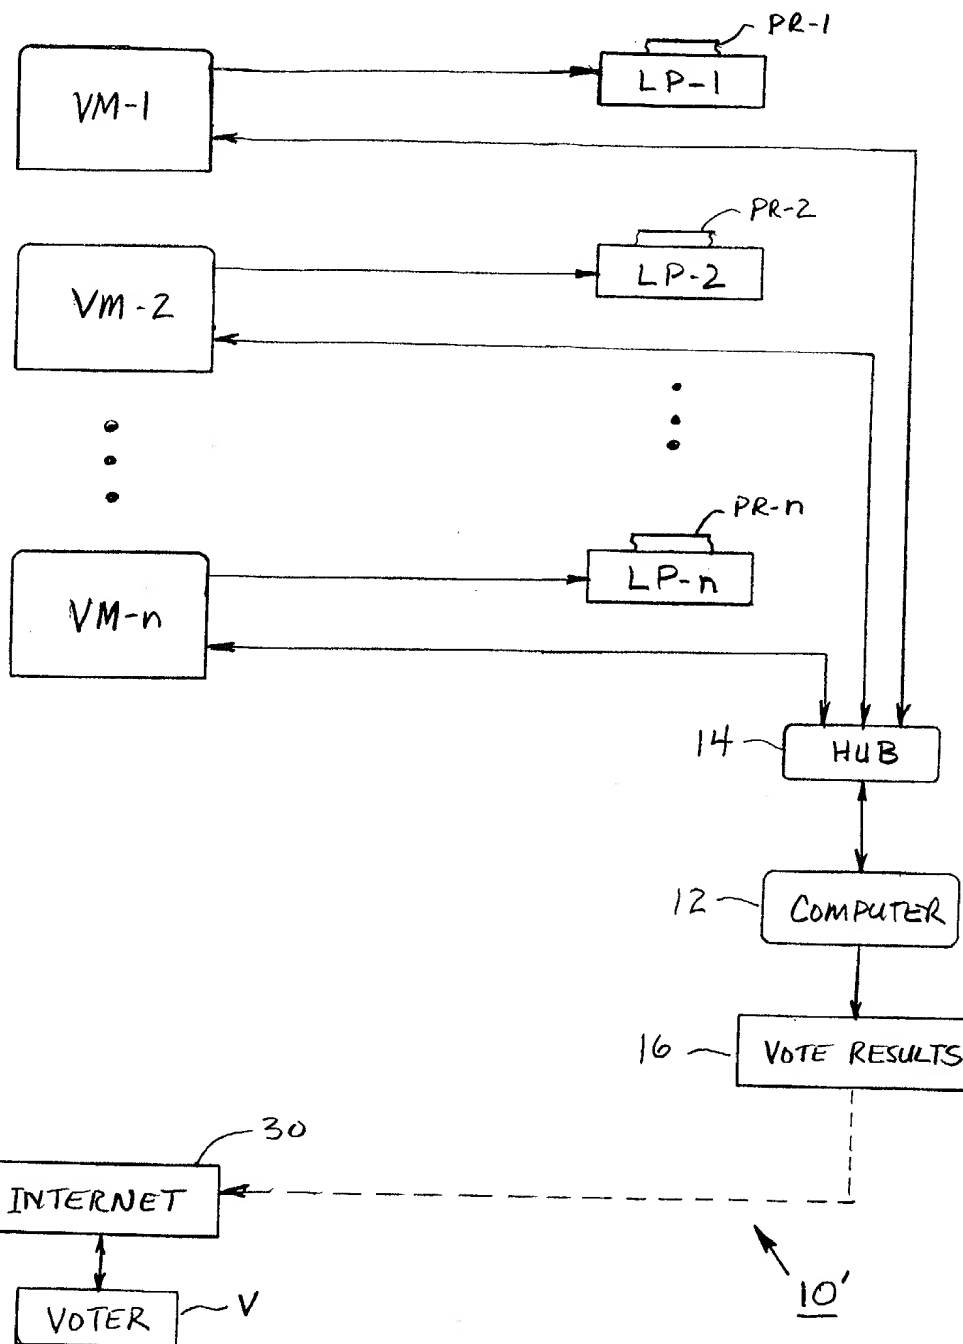 PR-1
VM-1
LP-1
PR-2
VM-2
LP-2
PR-n
VM-n
LP-n
14
HUB
12
COMPUTER
16
VOTE RESULTS
30
INTERNET
10'
VOTER
V